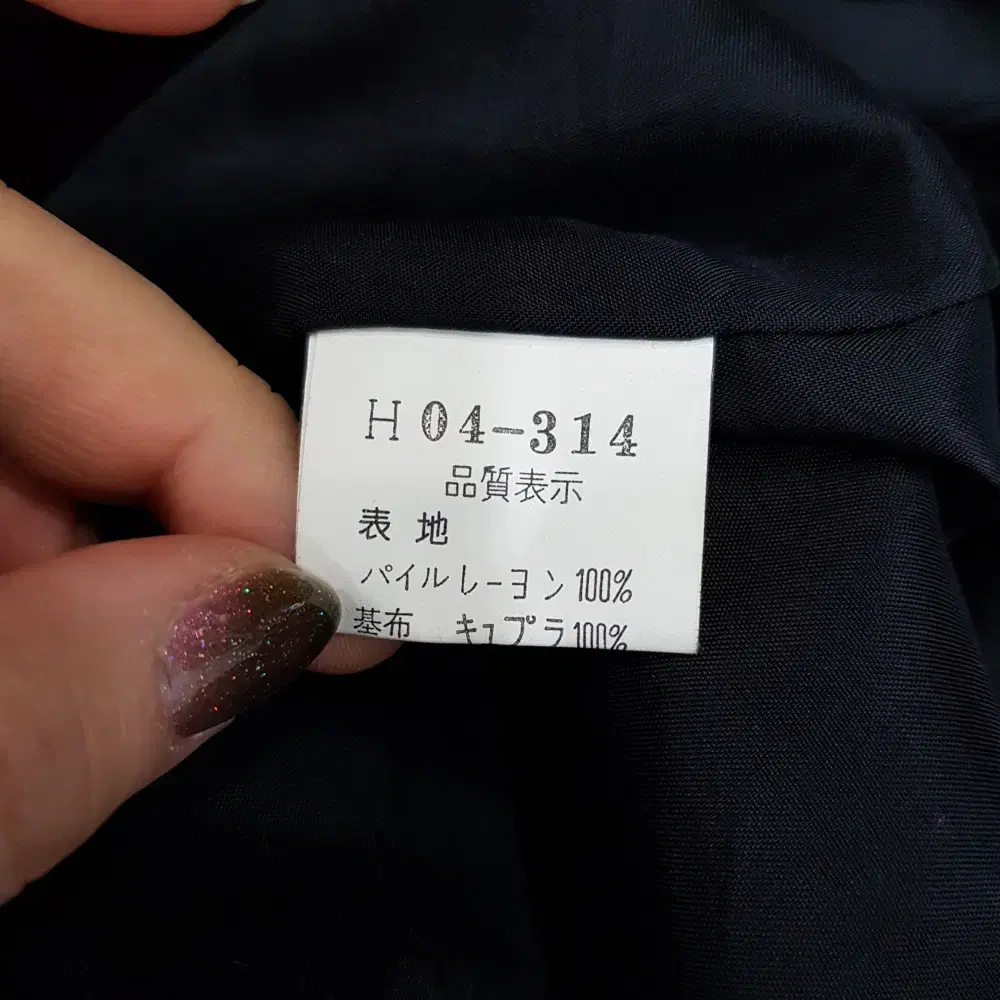 H 04-314
品質表示
表 地
パイルレーヨン100%
基布 キュプラ100%